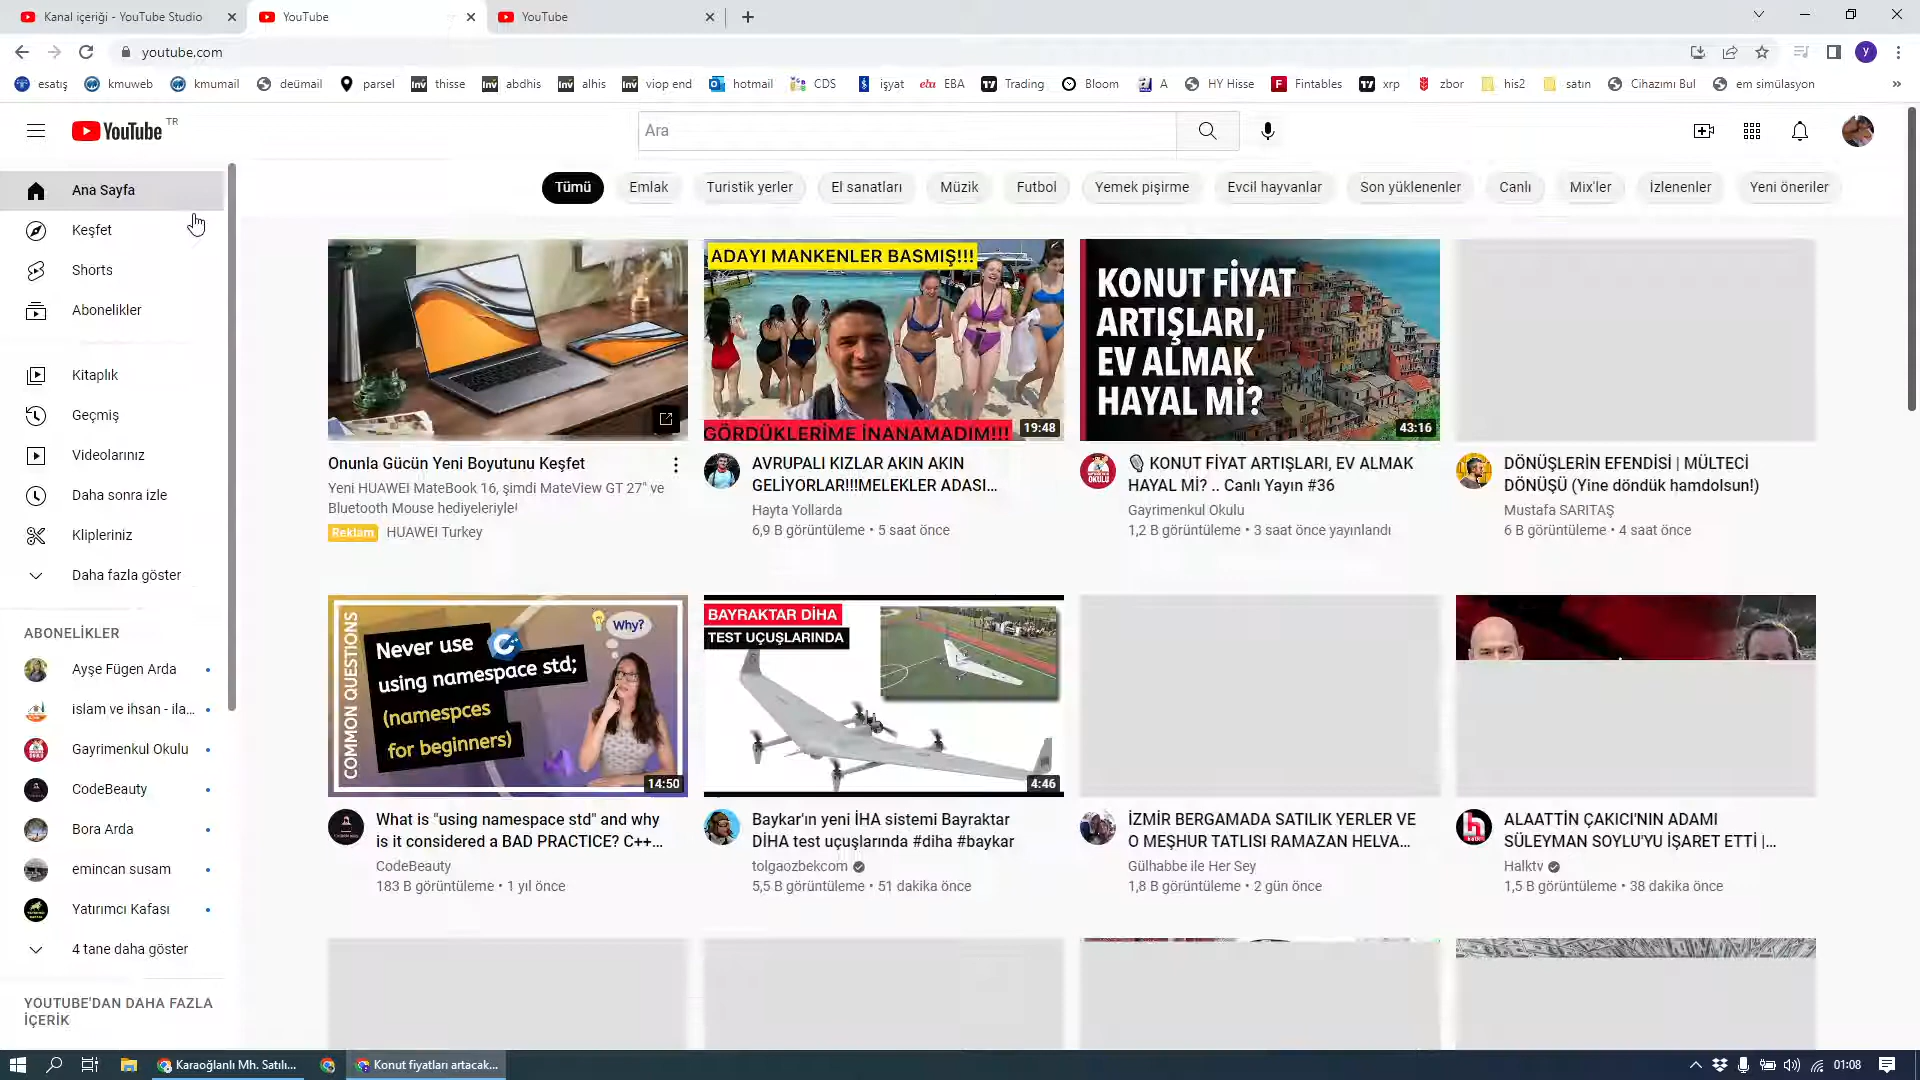 Kanal içeriği - YouTube Studio
YouTube
YouTube
youtube.com
y
esatış
kmuweb
kmumail
deümail
parsel
thisse
abdhis
alhis
viop end
hotmail
CDS
işyat
eba EBA
Trading
Bloom
A
HY Hisse
Fintables
xrp
zbor
his2
satın
Cihazımı Bul
em simülasyon
YouTube TR
Ara
Ana Sayfa
Keşfet
Shorts
Abonelikler
Kitaplık
Geçmiş
Videolarınız
Daha sonra izle
Klipleriniz
Daha fazla göster
ABONELİKLER
Ayşe Fügen Arda
islam ve ihsan - ila...
Gayrimenkul Okulu
CodeBeauty
Bora Arda
emincan susam
Yatırımcı Kafası
4 tane daha göster
YOUTUBE'DAN DAHA FAZLA
İÇERİK
Tümü
Emlak
Turistik yerler
El sanatları
Müzik
Futbol
Yemek pişirme
Evcil hayvanlar
Son yüklenenler
Canlı
Mix'ler
İzlenenler
Yeni öneriler
Onunla Gücün Yeni Boyutunu Keşfet
Yeni HUAWEI MateBook 16, şimdi MateView GT 27" ve
Bluetooth Mouse hediyeleriyle!
Reklam HUAWEI Turkey
ADAYI MANKENLER BASMIŞ!!!
GÖRDÜKLERİME İNANAMADIM!!!
19:48
AVRUPALI KIZLAR AKIN AKIN
GELİYORLAR!!!MELEKLER ADASI...
Hayta Yollarda
6,9 B görüntüleme • 5 saat önce
KONUT FİYAT
ARTIŞLARI,
EV ALMAK
HAYAL Mİ?
43:16
🎙️ KONUT FİYAT ARTIŞLARI, EV ALMAK
HAYAL Mİ? .. Canlı Yayın #36
Gayrimenkul Okulu
1,2 B görüntüleme • 3 saat önce yayınlandı
DÖNÜŞLERİN EFENDİSİ | MÜLTECİ
DÖNÜŞÜ (Yine döndük hamdolsun!)
Mustafa SARITAŞ
6 B görüntüleme • 4 saat önce
COMMON QUESTIONS
Never use
using namespace std;
(namespces
for beginners)
Why?
14:50
What is "using namespace std" and why
is it considered a BAD PRACTICE? C++...
CodeBeauty
183 B görüntüleme • 1 yıl önce
BAYRAKTAR DİHA
TEST UÇUŞLARINDA
4:46
Baykar'ın yeni İHA sistemi Bayraktar
DİHA test uçuşlarında #diha #baykar
tolgaozbekcom
5,5 B görüntüleme • 51 dakika önce
İZMİR BERGAMADA SATILIK YERLER VE
O MEŞHUR TATLISI RAMAZAN HELVA...
Gülhabbe ile Her Sey
1,8 B görüntüleme • 2 gün önce
ALAATTİN ÇAKICI'NIN ADAMI
SÜLEYMAN SOYLU'YU İŞARET ETTİ |...
Halktv
1,5 B görüntüleme • 38 dakika önce
Karaoğlanlı Mh. Satılı...
Konut fiyatları artacak...
01:08